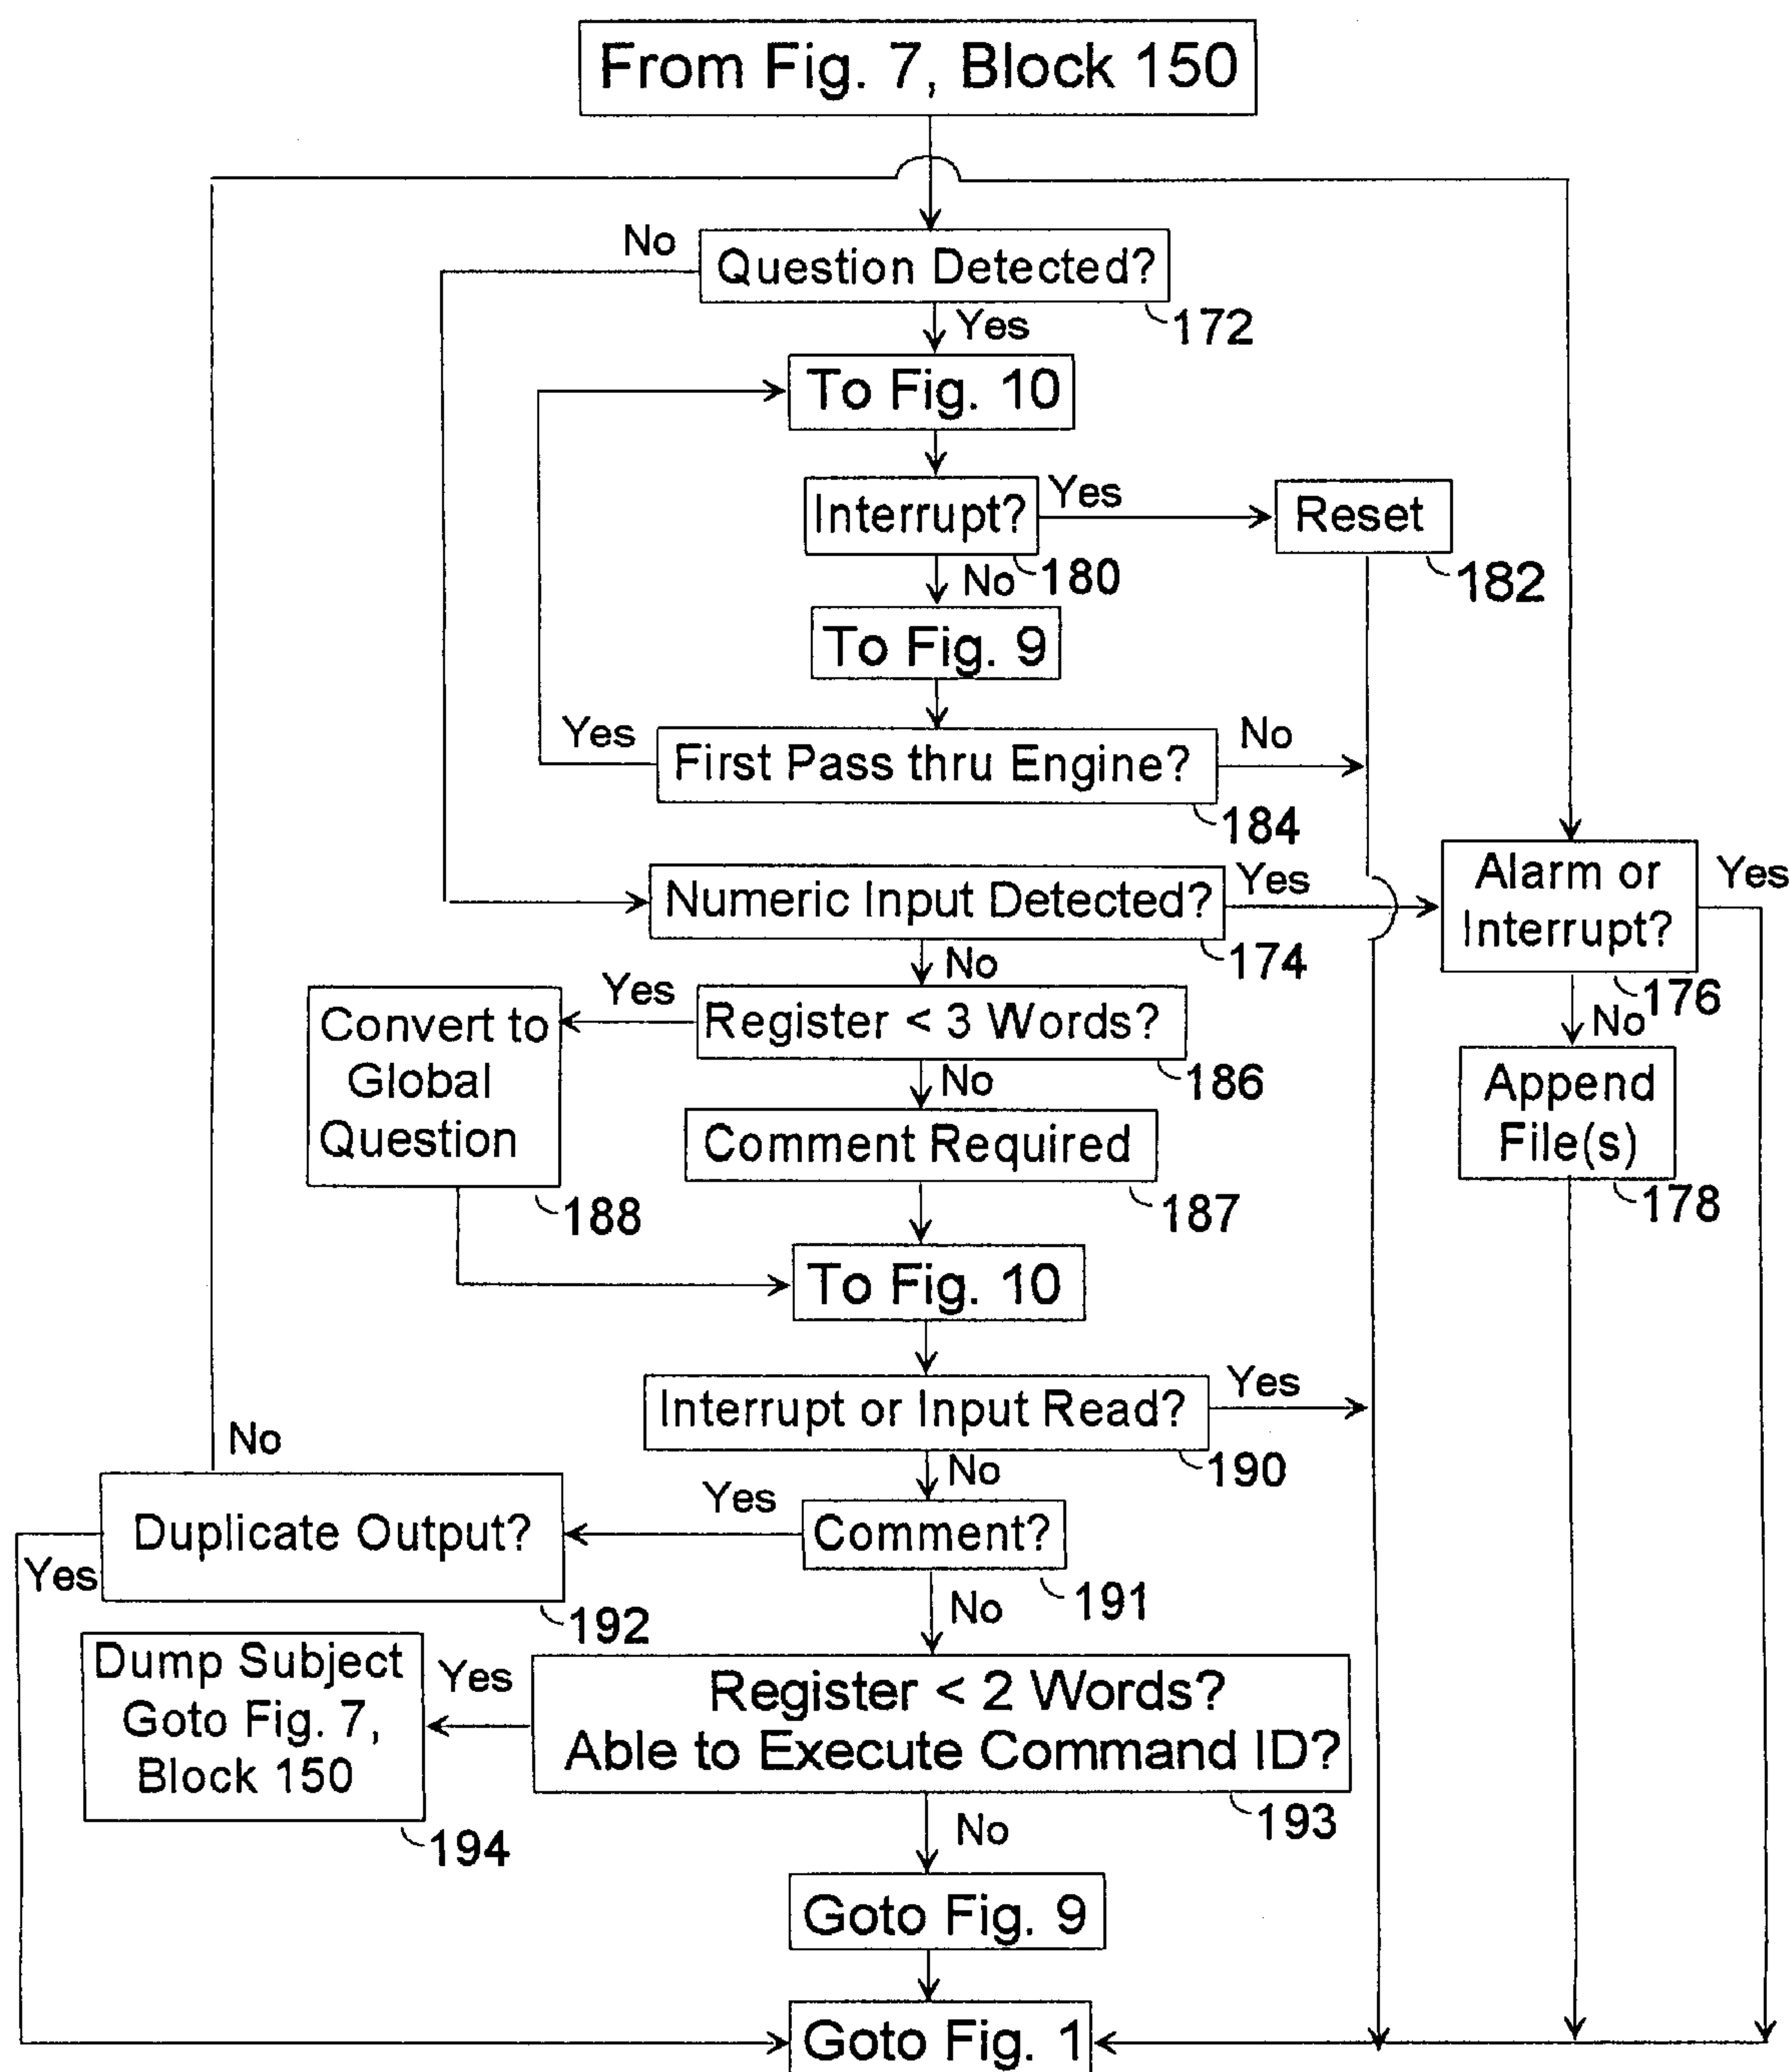 From Fig. 7, Block 150
No
Question Detected?
172
Yes
To Fig. 10
Interrupt?
Yes
Reset
180
182
No
To Fig. 9
Yes
First Pass thru Engine?
No
184
Numeric Input Detected?
Yes
174
Alarm or
Interrupt?
Yes
176
No
No
Register < 3 Words?
Yes
186
Convert to
Global
Question
188
No
Append
File(s)
178
Comment Required
187
To Fig. 10
Interrupt or Input Read?
Yes
190
No
No
Comment?
Yes
191
Duplicate Output?
Yes
192
No
Dump Subject
Goto Fig. 7,
Block 150
194
Yes
Register < 2 Words?
Able to Execute Command ID?
193
No
Goto Fig. 9
Goto Fig. 1